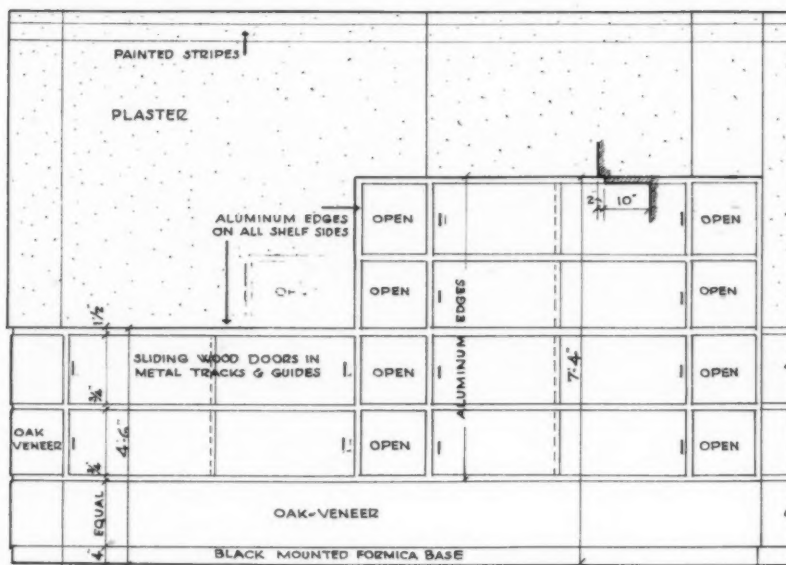 PAINTED STRIPES
PLASTER
ALUMINUM EDGES
ON ALL SHELF SIDES
OPEN
OPEN
2"
10"
OPEN
OPEN
1½"
SLIDING WOOD DOORS IN
METAL TRACKS & GUIDES
OPEN
ALUMINUM EDGES
7'-4"
OPEN
¾"
OAK
VENEER
4'-6"
OPEN
OPEN
¾"
EQUAL
OAK-VENEER
4"
BLACK MOUNTED FORMICA BASE